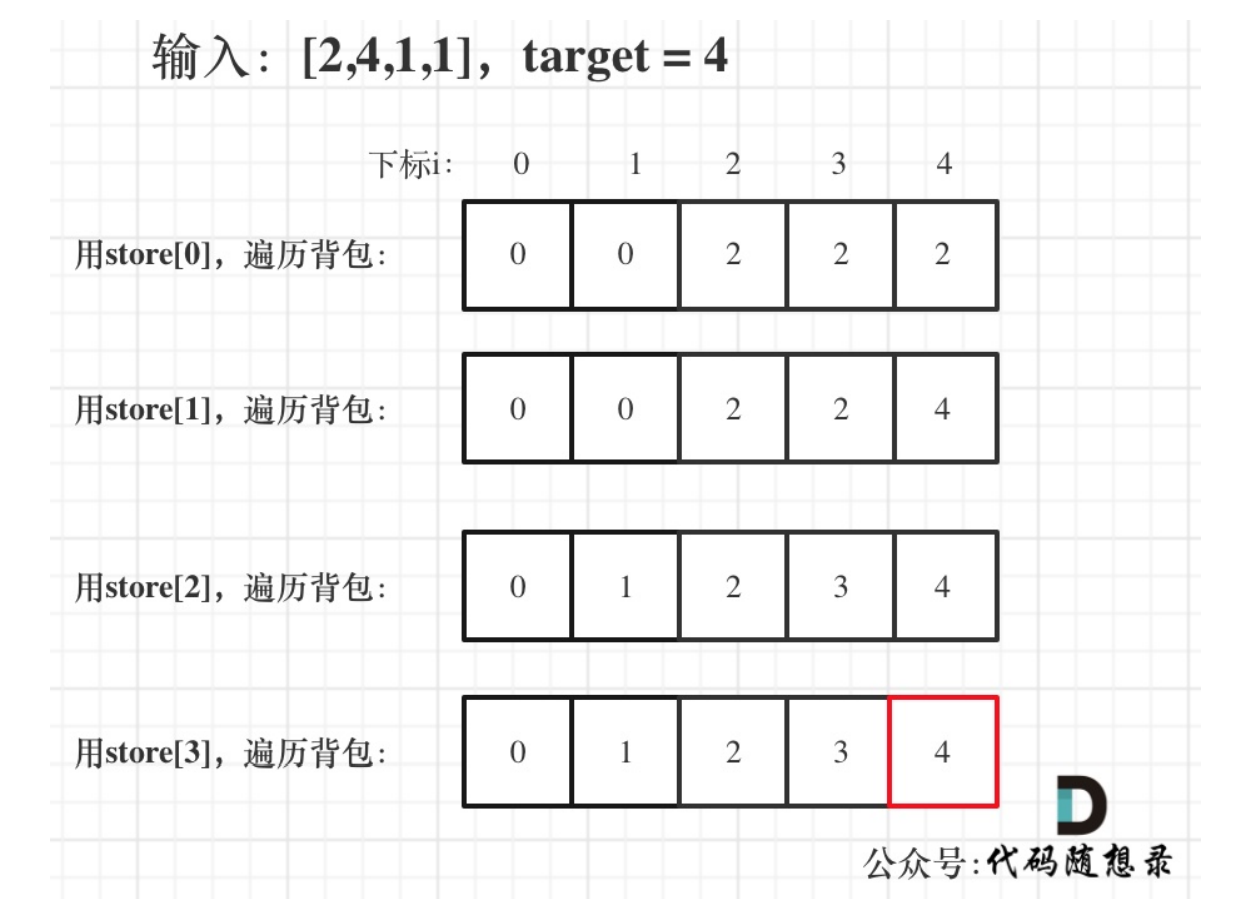 输入：[2,4,1,1]，target = 4
下标i： 0 1 2 3 4
用store[0]，遍历背包： 0 0 2 2 2
用store[1]，遍历背包： 0 0 2 2 4
用store[2]，遍历背包： 0 1 2 3 4
用store[3]，遍历背包： 0 1 2 3 4
公众号:代码随想录